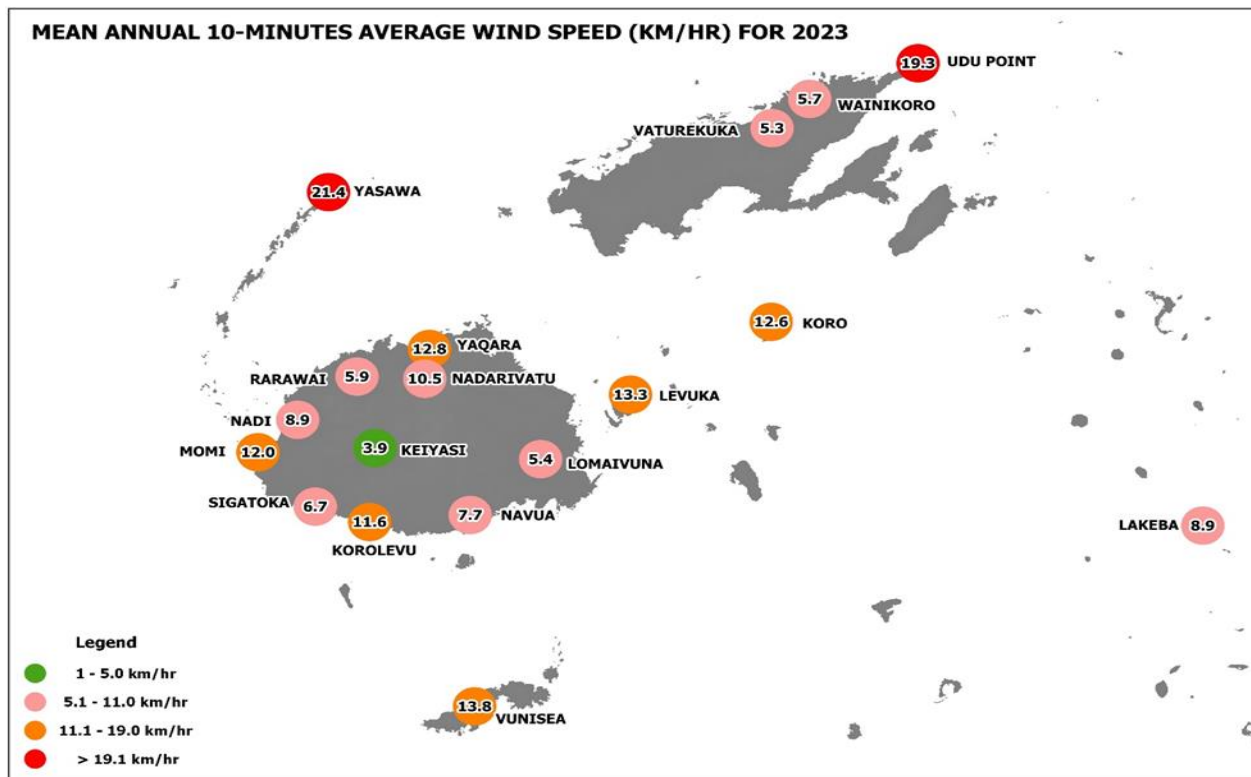 MEAN ANNUAL 10-MINUTES AVERAGE WIND SPEED (KM/HR) FOR 2023
19.3 UDU POINT
5.7
WAINIKORO
VATUREKUKA 5.3
21.4 YASAWA
12.6 KORO
12.8 YAQARA
RARAWAI 5.9
10.5 NADARIVATU
13.3 LEVUKA
NADI 8.9
MOMI 12.0
3.9 KEIYASI
5.4 LOMAIVUNA
SIGATOKA 6.7
11.6
KOROLEVU
7.7 NAVUA
LAKEBA 8.9
13.8
VUNISEA
Legend
1 - 5.0 km/hr
5.1 - 11.0 km/hr
11.1 - 19.0 km/hr
> 19.1 km/hr